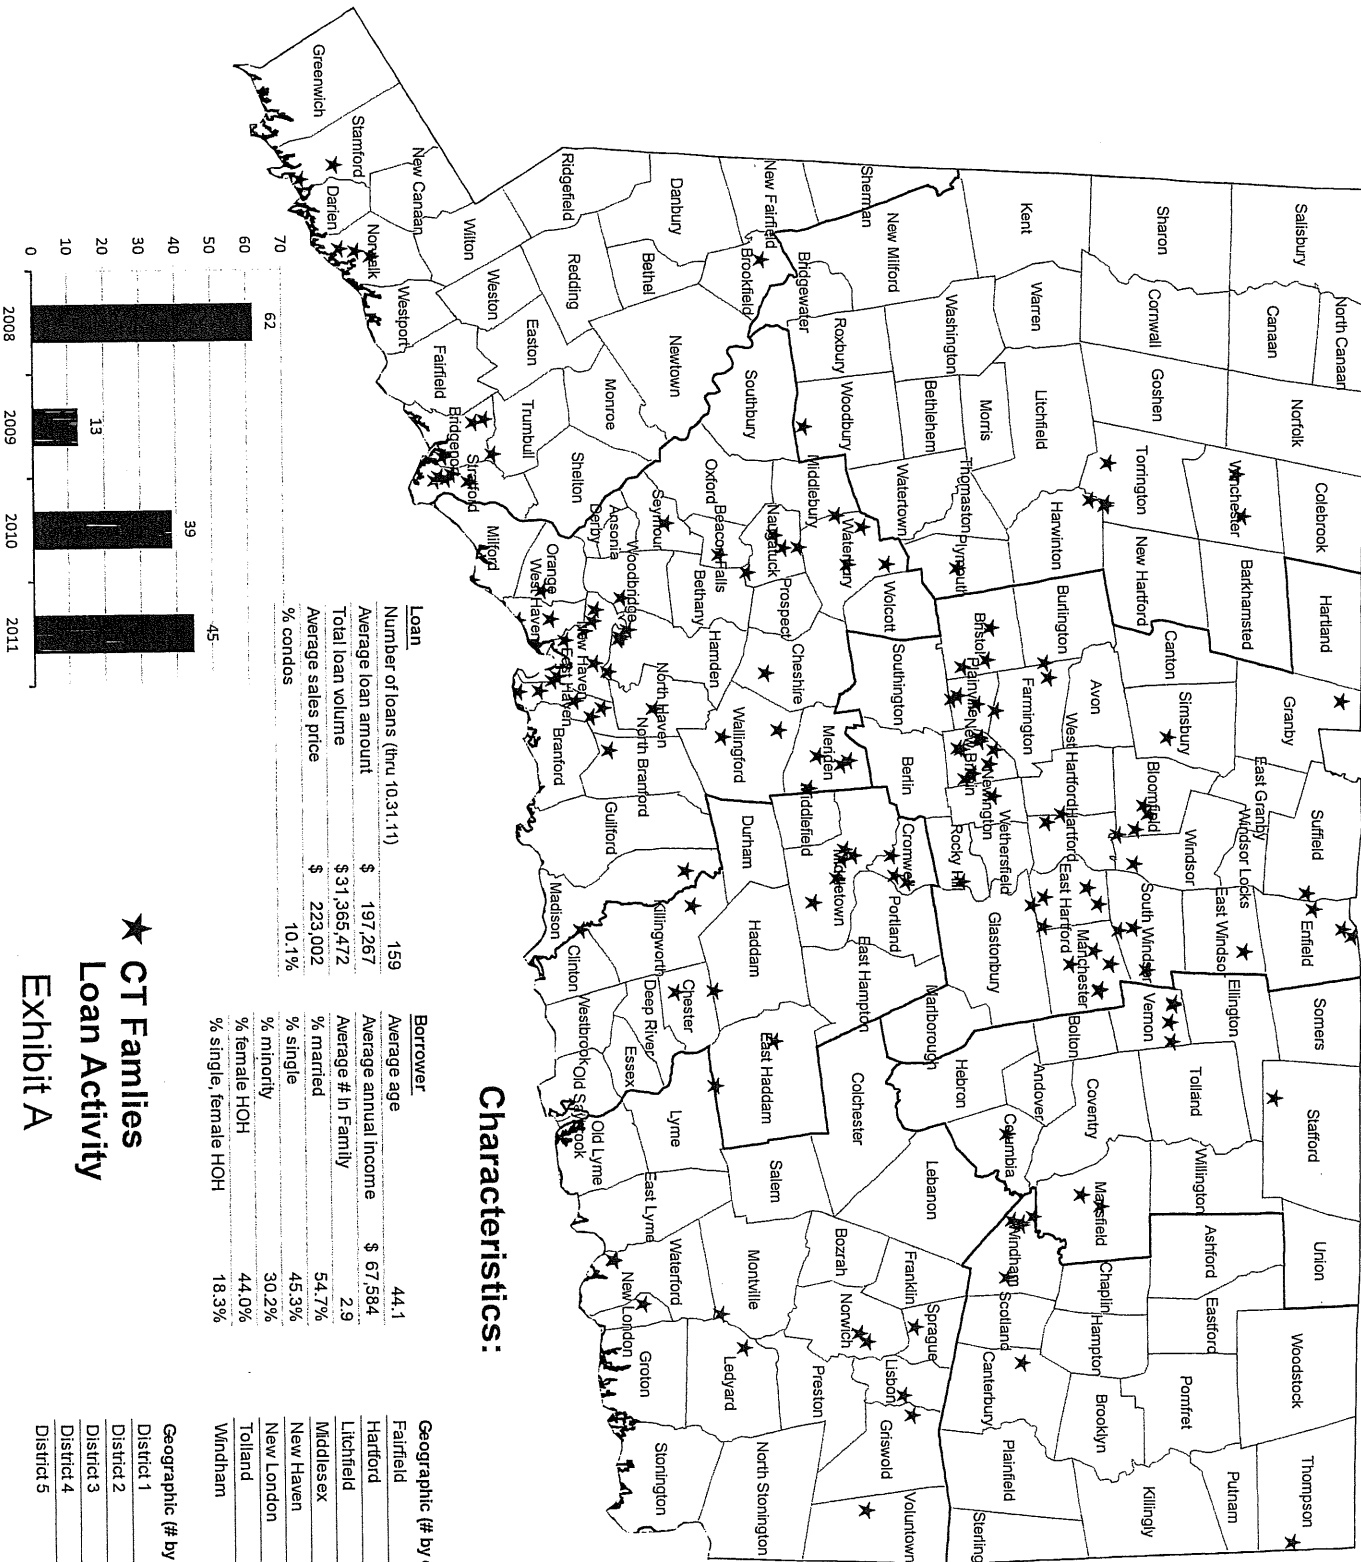 Salisbury
North Canaan
Canaan
Norfolk
Colebrook
Hartland
Granby
East Granby
Suffield
Enfield
Somers
Stafford
Union
Woodstock
Thompson
Sharon
Cornwall
Goshen
Winchester
Barkhamsted
Torrington
New Hartford
Canton
Simsbury
Bloomfield
Windsor
Windsor Locks
East Windsor
Ellington
Tolland
Willington
Ashford
Eastford
Pomfret
Putnam
Kent
Warren
Litchfield
Harwinton
Burlington
Avon
Farmington
West Hartford
Hartford
East Hartford
South Windsor
Manchester
Vernon
Bolton
Coventry
Andover
Mansfield
Chaplin
Hampton
Brooklyn
Killingly
Sherman
New Milford
Washington
Morris
Bethlehem
Watertown
Thomaston
Plymouth
Bristol
Plainville
New Britain
Newington
Wethersfield
Rocky Hill
Glastonbury
Marlborough
Hebron
Columbia
Windham
Scotland
Canterbury
Plainfield
Sterling
New Fairfield
Brookfield
Bridgewater
Roxbury
Woodbury
Southbury
Middlebury
Waterbury
Wolcott
Southington
Berlin
Cromwell
Portland
East Hampton
Middletown
Middlefield
Meriden
Cheshire
Prospect
Naugatuck
Beacon Falls
Oxford
Seymour
Bethany
Woodbridge
Ansonia
Derby
Hamden
North Haven
Wallingford
Durham
Haddam
East Haddam
Colchester
Lebanon
Franklin
Bozrah
Norwich
Sprague
Lisbon
Griswold
Voluntown
Preston
North Stonington
Danbury
Bethel
Newtown
Ridgefield
Redding
Monroe
Shelton
Wilton
Weston
Easton
Trumbull
New Canaan
Greenwich
Stamford
Darien
Norwalk
Westport
Fairfield
Bridgeport
Stratford
Milford
Orange
West Haven
New Haven
East Haven
Branford
North Branford
Guilford
Madison
Killingworth
Clinton
Chester
Deep River
Essex
Westbrook
Old Saybrook
Old Lyme
Lyme
East Lyme
Salem
Montville
Waterford
New London
Ledyard
Groton
Stonington
Characteristics:
70
60
50
40
30
20
10
0
62
13
39
45
2008
2009
2010
2011
Loan
Number of loans (thru 10.31.11) 159
Average loan amount $ 197,267
Total loan volume $31,365,472
Average sales price $ 223,002
% condos 10.1%
Borrower
Average age 44.1
Average annual income $ 67,584
Average # In Family 2.9
% married 54.7%
% single 45.3%
% minority 30.2%
% female HOH 44.0%
% single, female HOH 18.3%
Geographic (# by
Fairfield
Hartford
Litchfield
Middlesex
New Haven
New London
Tolland
Windham
Geographic (# by
District 1
District 2
District 3
District 4
District 5
★ CT Famlies
Loan Activity
Exhibit A